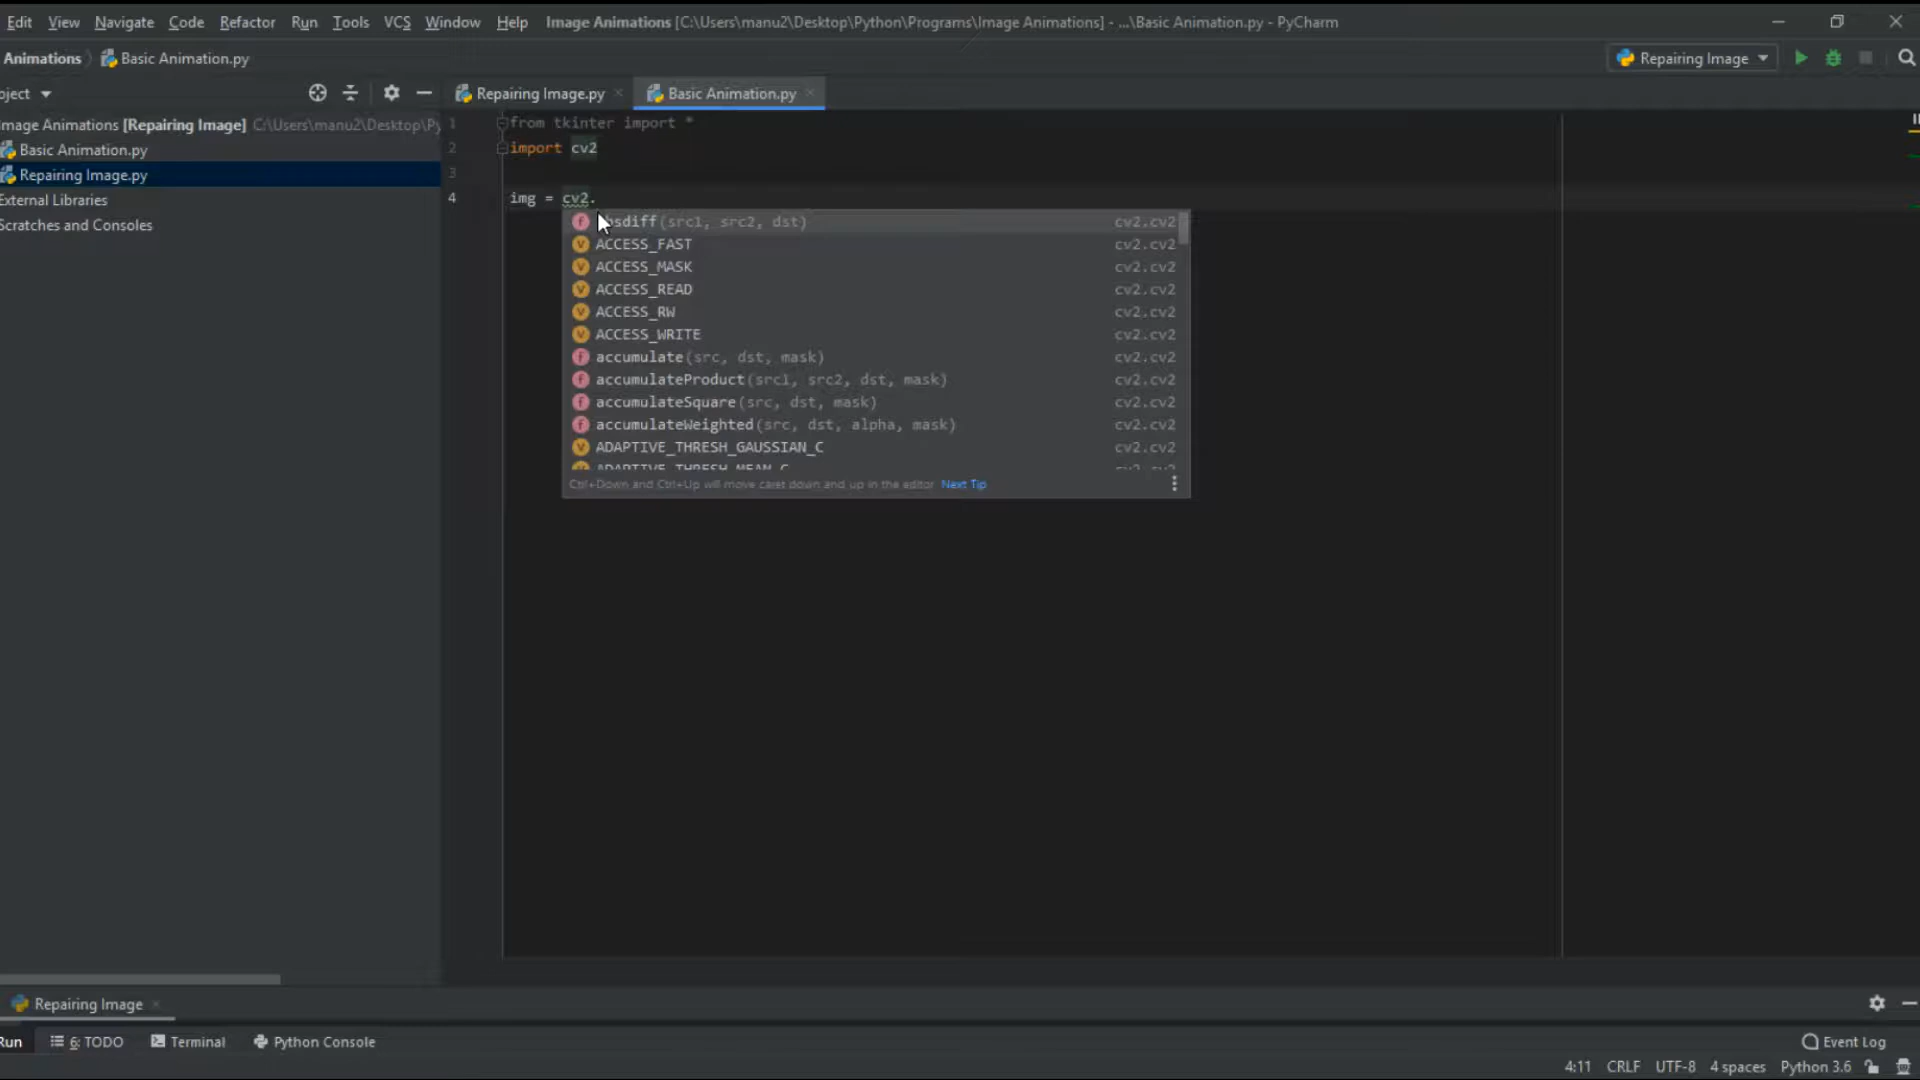 Edit View Navigate Code Refactor Run Tools VCS Window Help Image Animations [C:\Users\manu2\Desktop\Python\Programs\Image Animations] - ...\Basic Animation.py - PyCharm
Animations Basic Animation.py Repairing Image
oject Repairing Image.py Basic Animation.py
mage Animations [Repairing Image] C:\Users\manu2\Desktop\Py
Basic Animation.py
Repairing Image.py
External Libraries
Scratches and Consoles
1 from tkinter import *
2 import cv2
3
4 img = cv2.
f bsdiff(src1, src2, dst) cv2.cv2
V ACCESS_FAST cv2.cv2
V ACCESS_MASK cv2.cv2
V ACCESS_READ cv2.cv2
V ACCESS_RW cv2.cv2
V ACCESS_WRITE cv2.cv2
f accumulate(src, dst, mask) cv2.cv2
f accumulateProduct(src1, src2, dst, mask) cv2.cv2
f accumulateSquare(src, dst, mask) cv2.cv2
f accumulateWeighted(src, dst, alpha, mask) cv2.cv2
V ADAPTIVE_THRESH_GAUSSIAN_C cv2.cv2
V ADAPTIVE_THRESH_MEAN_C cv2.cv2
Ctrl+Down and Ctrl+Up will move caret down and up in the editor Next Tip
Repairing Image
Run 6: TODO Terminal Python Console Event Log
4:11 CRLF UTF-8 4 spaces Python 3.6